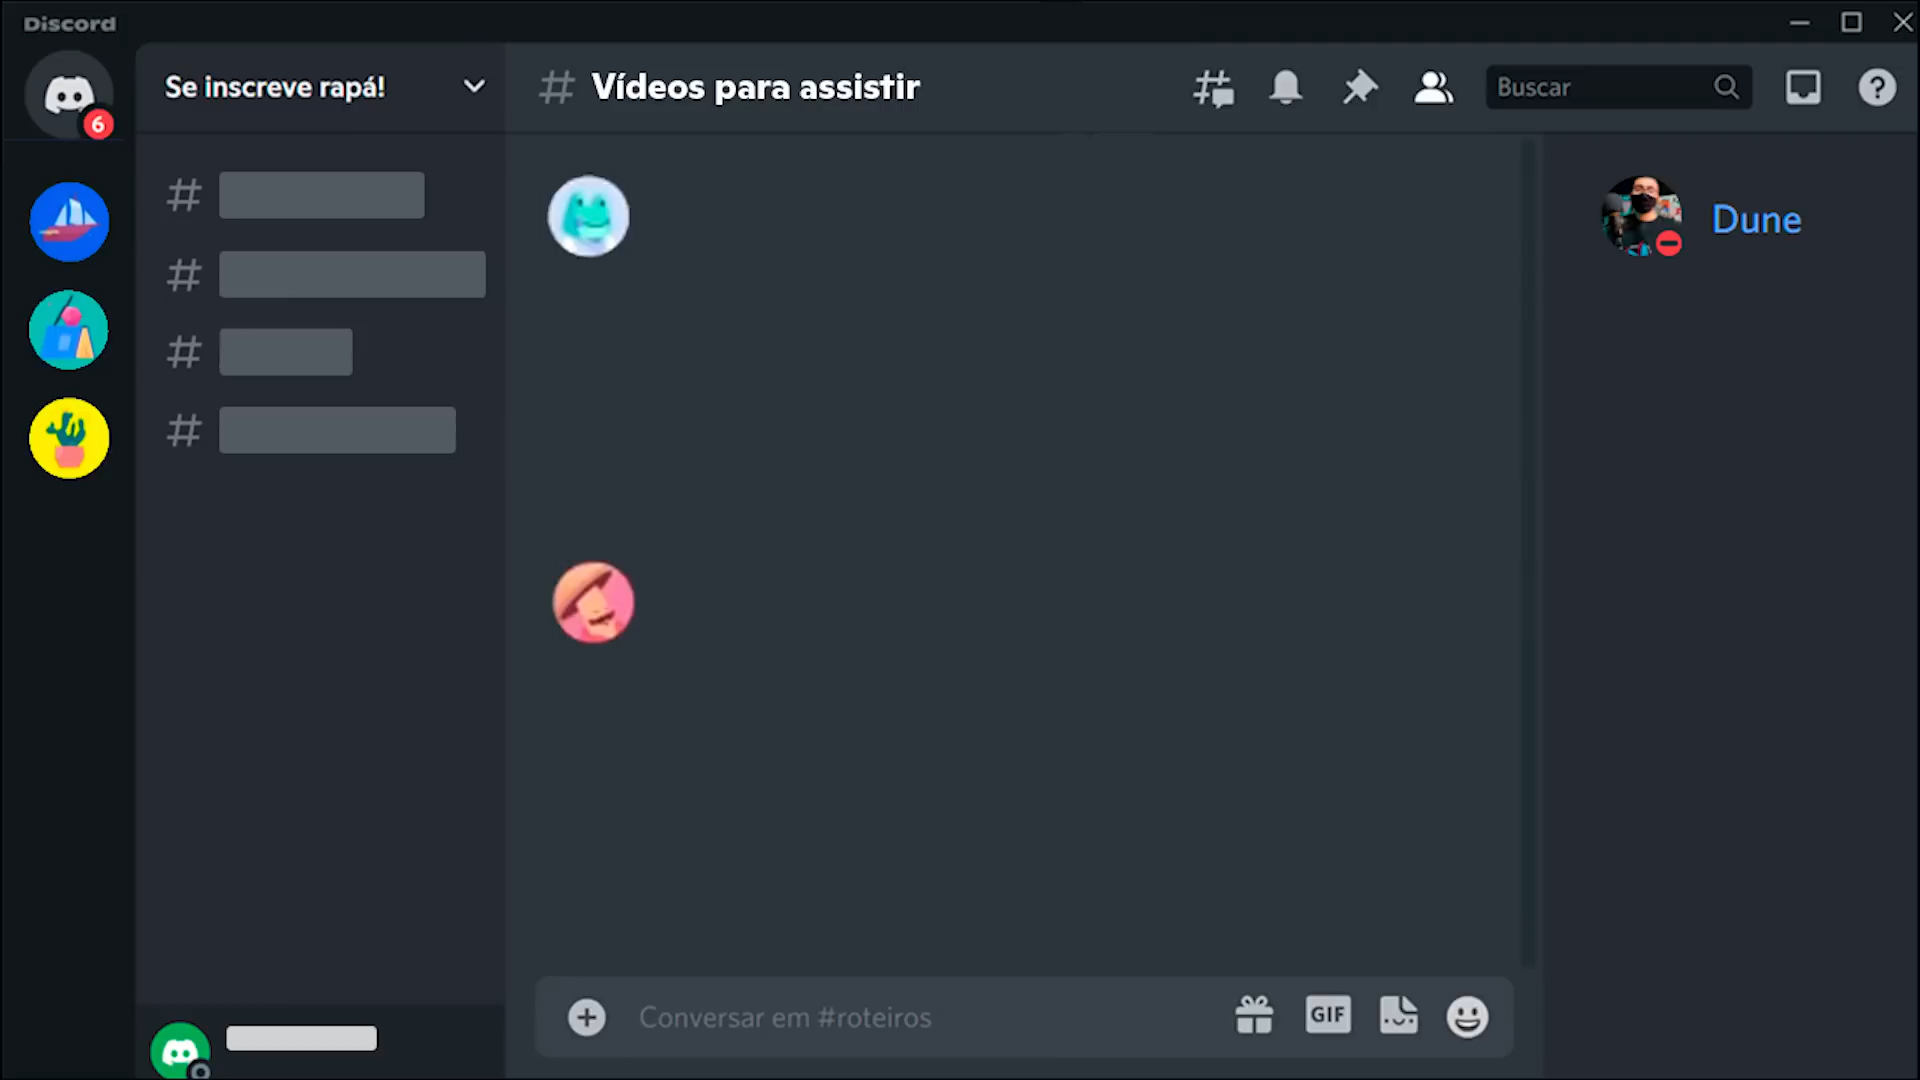 Discord
6
Se inscreve rapá!
# Vídeos para assistir
Buscar
?
#
#
#
#
Dune
Conversar em #roteiros
GIF